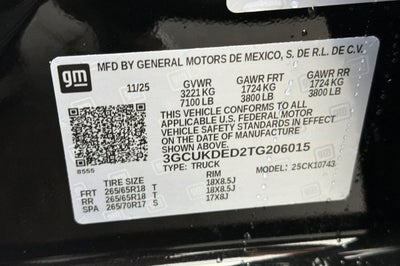 MFD BY GENERAL MOTORS DE MEXICO, S. DE R.L. DE C.V.
gm
11/25 GVWR GAWR FRT GAWR RR
3221 KG 1724 KG 1724 KG
7100 LB 3800 LB 3800 LB
THIS VEHICLE CONFORMS TO ALL
APPLICABLE U.S. FEDERAL MOTOR
VEHICLE SAFETY STANDARDS IN EFFECT ON THE
DATE OF MANUFACTURE
3GCUKDED2TG206015
8555
TYPE: TRUCK MODEL: 25CK10743
TIRE SIZE RIM
FRT 265/65R18 T 18X8.5J
RR 265/65R18 T 18X8.5J
SPA 265/70R17 S 17X8J